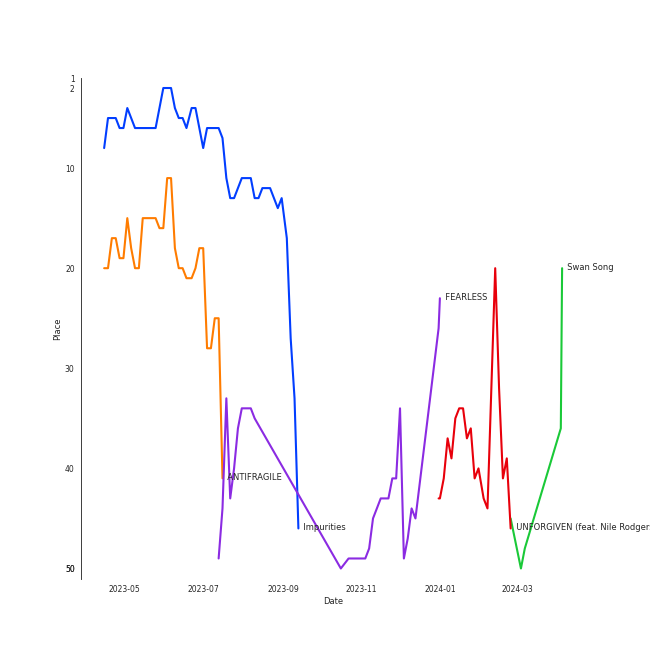 1
2
10
20
30
40
50
Place
2023-05
2023-07
2023-09
2023-11
2024-01
2024-03
Date
Swan Song
FEARLESS
ANTIFRAGILE
Impurities
UNFORGIVEN (feat. Nile Rodger